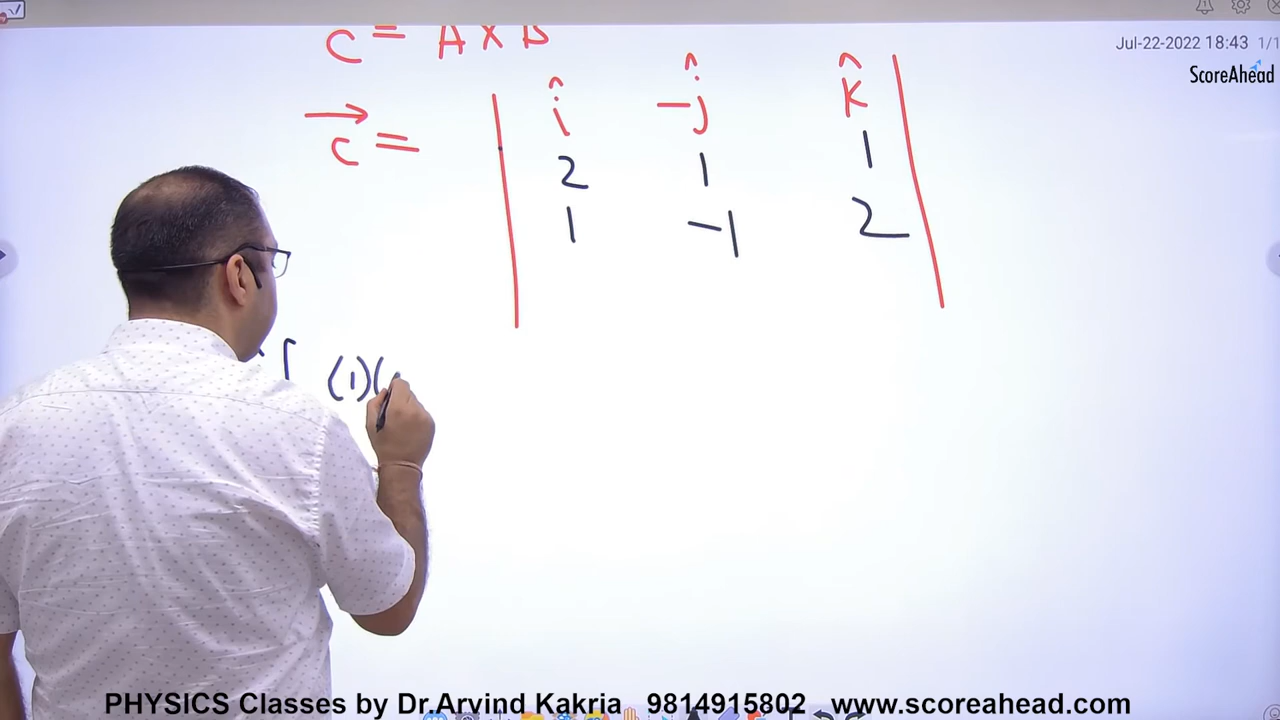 Jul-22-2022 18:43 1/1
ScoreAhead
C = A X B
C = î -ĵ k̂
2 1 1
1 -1 2
[ (1)(
PHYSICS Classes by Dr.Arvind Kakria 9814915802 www.scoreahead.com